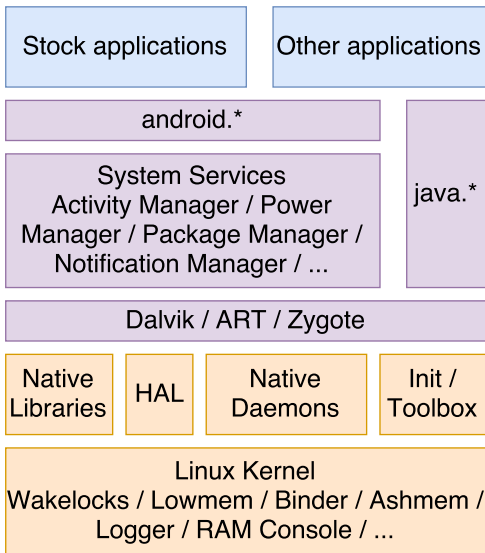 Stock applications
Other applications
android.*
java.*
System Services
Activity Manager / Power
Manager / Package Manager /
Notification Manager / ...
Dalvik / ART / Zygote
Native
Libraries
HAL
Native
Daemons
Init /
Toolbox
Linux Kernel
Wakelocks / Lowmem / Binder / Ashmem /
Logger / RAM Console / ...